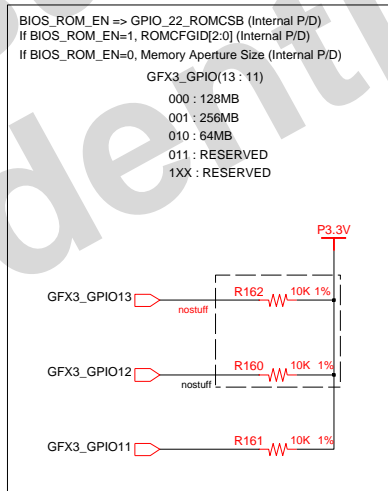 BIOS_ROM_EN => GPIO_22_ROMCSB (Internal P/D)
If BIOS_ROM_EN=1, ROMCFGID[2:0] (Internal P/D)
If BIOS_ROM_EN=0, Memory Aperture Size (Internal P/D)
GFX3_GPIO(13 : 11)
000 : 128MB
001 : 256MB
010 : 64MB
011 : RESERVED
1XX : RESERVED
P3.3V
GFX3_GPIO13 nostuff R162 10K 1%
GFX3_GPIO12 nostuff R160 10K 1%
GFX3_GPIO11 R161 10K 1%